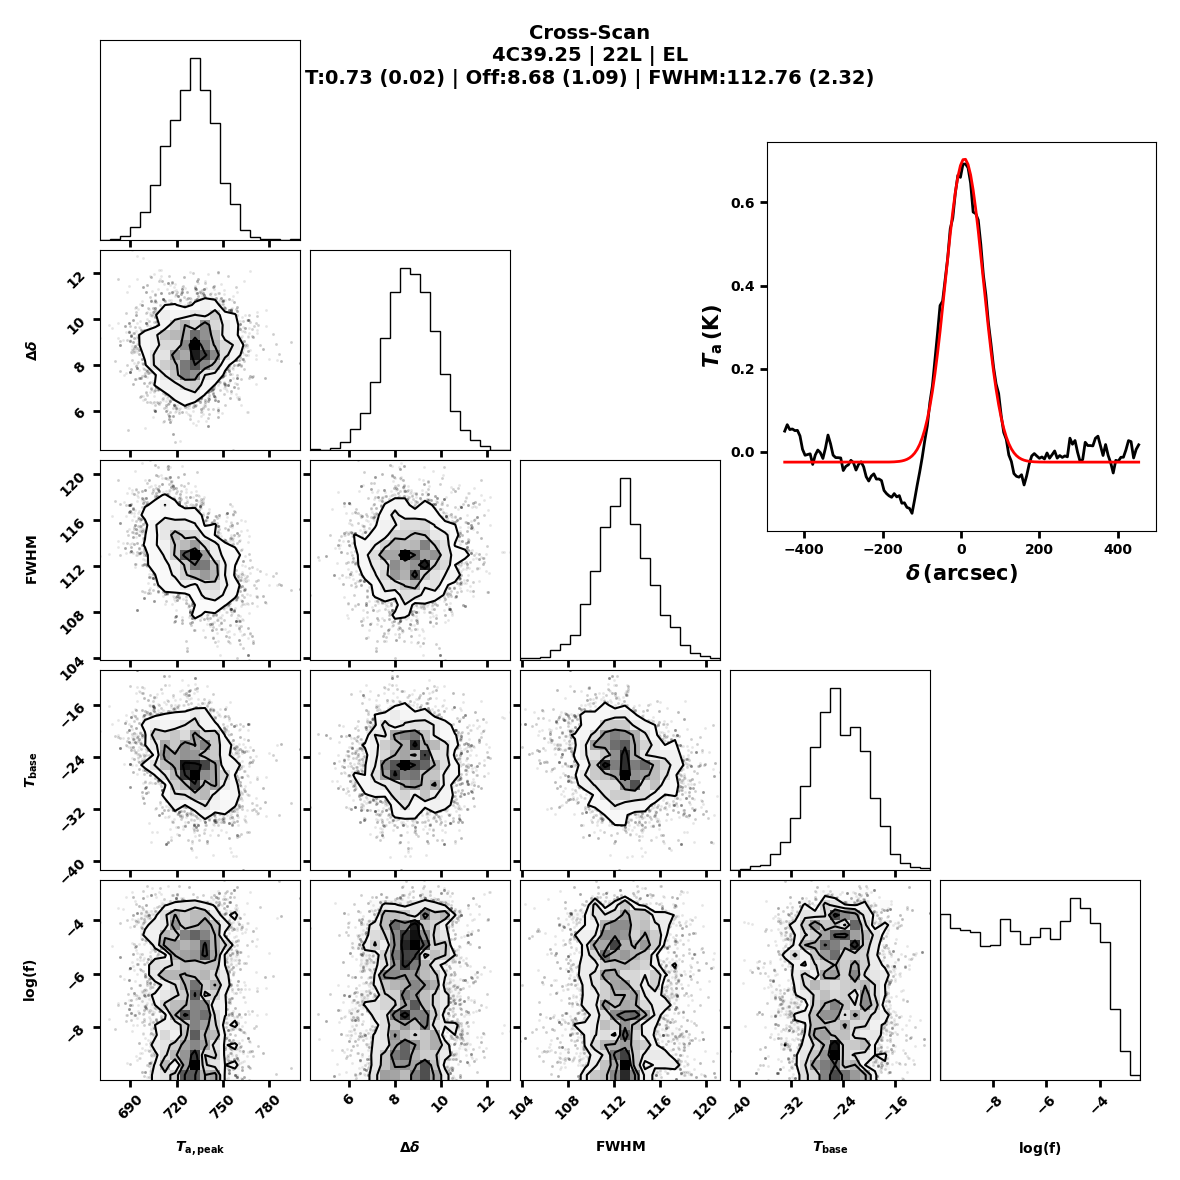 Cross-Scan
4C39.25 | 22L | EL
T:0.73 (0.02) | Off:8.68 (1.09) | FWHM:112.76 (2.32)
0.6
0.4
0.2
0.0
Ta (K)
−400 −200 0 200 400
δ (arcsec)
12
10
8
6
Δδ
120
116
112
108
104
FWHM
−16
−24
−32
−40
Tbase
−4
−6
−8
log(f)
690 720 750 780
6 8 10 12
104 108 112 116 120
−40 −32 −24 −16
−8 −6 −4
Ta,peak
Δδ
FWHM
Tbase
log(f)